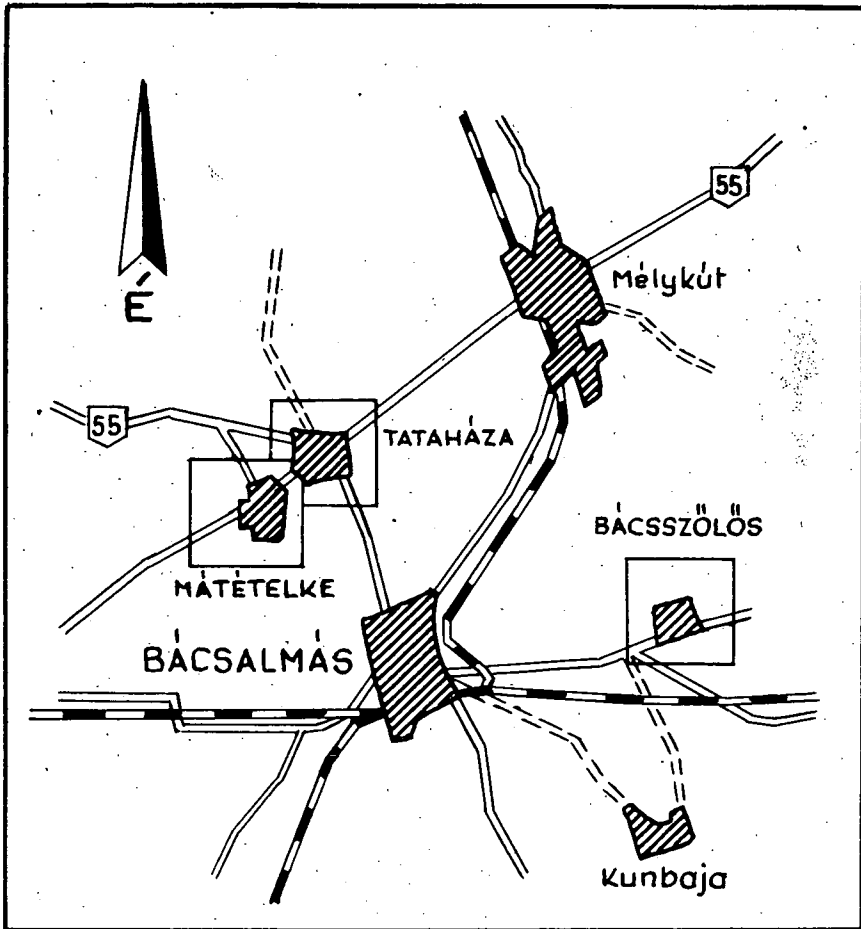 55
Mélykút
É
55
TATAHÁZA
BÁCSSZŐLŐS
MÁTÉTELKE
BÁCSALMÁS
Kunbaja